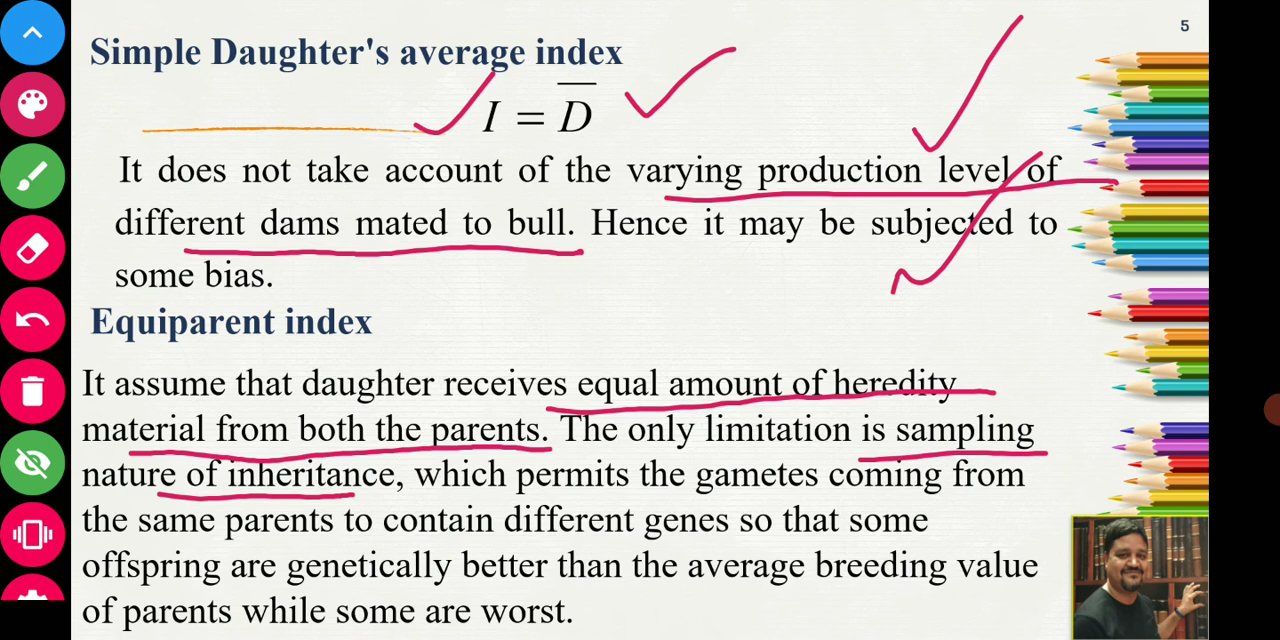 5
Simple Daughter's average index
I = D̅
It does not take account of the varying production level of
different dams mated to bull. Hence it may be subjected to
some bias.
Equiparent index
It assume that daughter receives equal amount of heredity
material from both the parents. The only limitation is sampling
nature of inheritance, which permits the gametes coming from
the same parents to contain different genes so that some
offspring are genetically better than the average breeding value
of parents while some are worst.